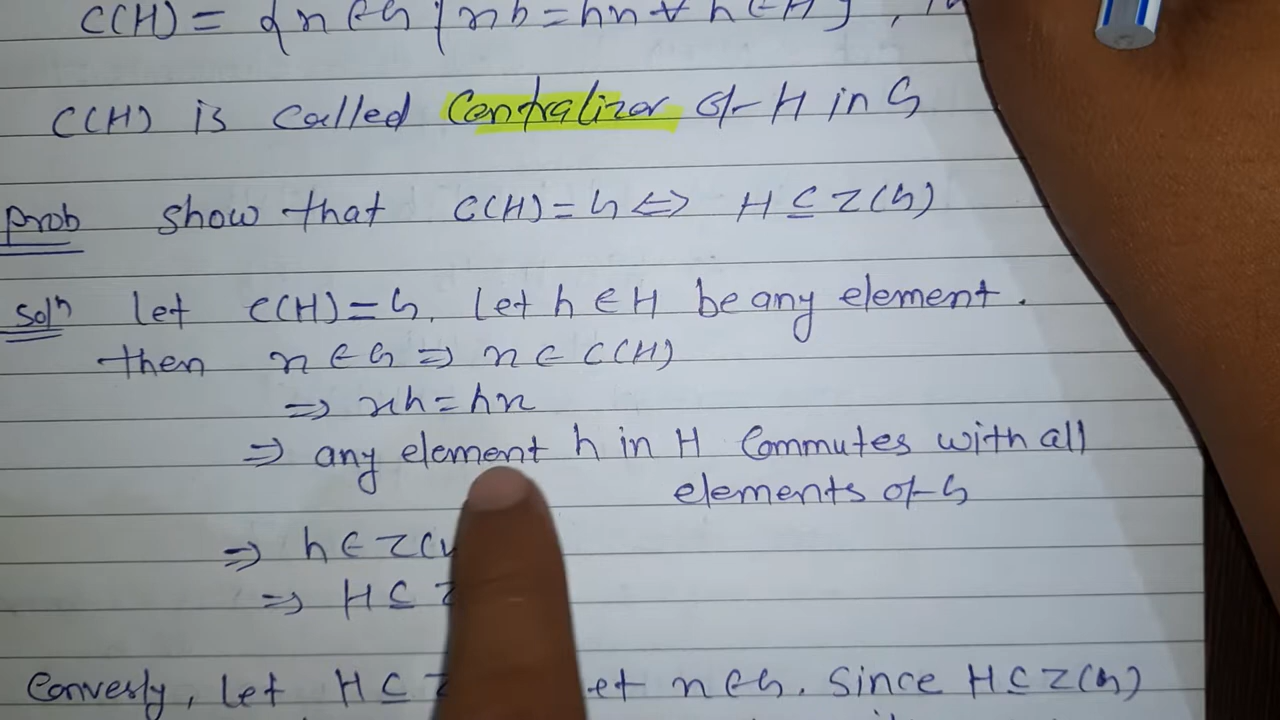 C(H) = {x ∈ G | xh = hx ∀ h ∈ H},
C(H) is called Centralizer of H in G
Prob show that C(H) = G ⇔ H ⊆ Z(G)
Solⁿ Let C(H) = G. Let h ∈ H be any element.
then x ∈ G ⇒ x ∈ C(H)
⇒ xh = hx
⇒ any element h in H Commutes with all
elements of G
⇒ h ∈ Z(
⇒ H ⊆ Z
Conversly, Let H ⊆ Z et x ∈ G. Since H ⊆ Z(G)